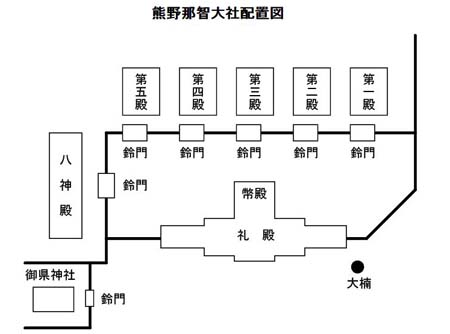 熊野那智大社配置図
第五殿
第四殿
第三殿
第二殿
第一殿
鈴門
鈴門
鈴門
鈴門
鈴門
八神殿
鈴門
幣殿
礼殿
御県神社
鈴門
大楠